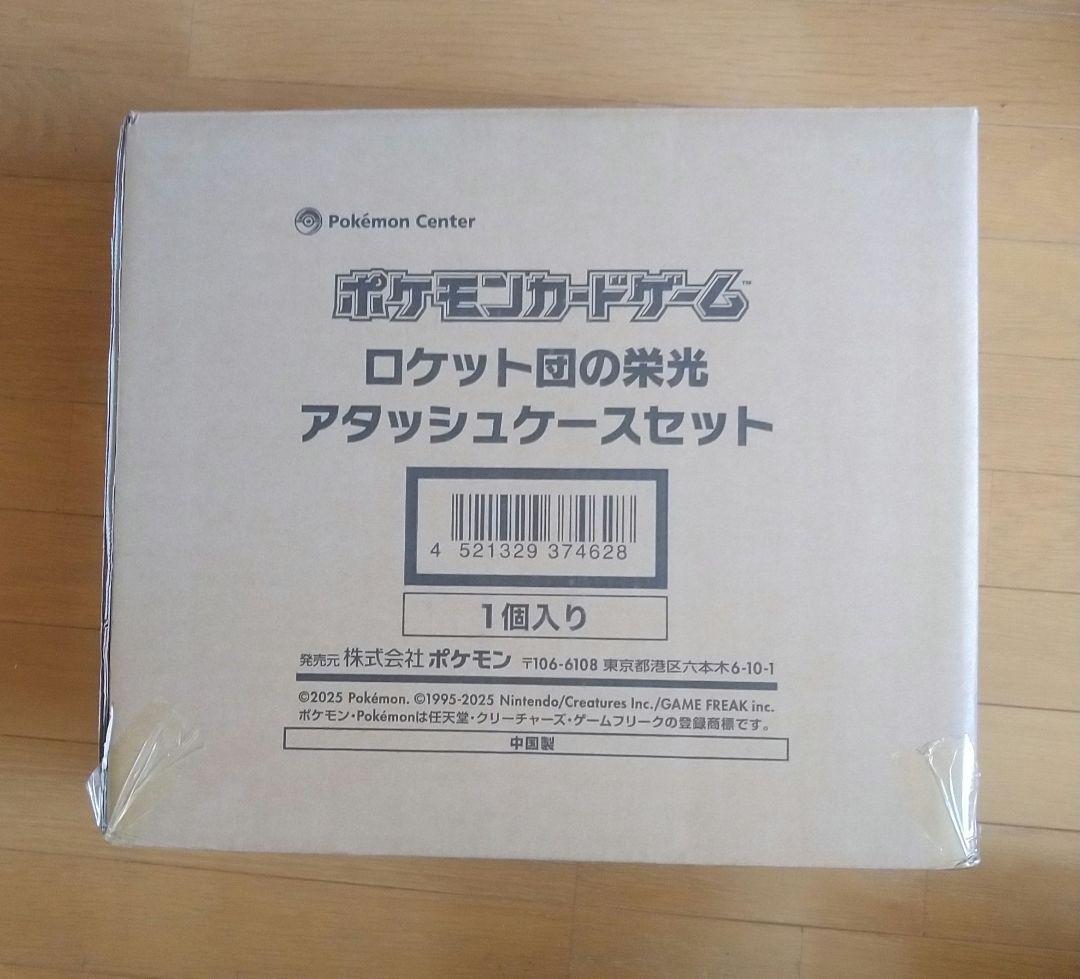 Pokémon Center
ポケモンカードゲーム™
ロケット団の栄光
アタッシュケースセット
4 521329 374628
1個入り
発売元 株式会社 ポケモン 〒106-6108 東京都港区六本木6-10-1
©2025 Pokémon. ©1995-2025 Nintendo/Creatures Inc./GAME FREAK inc.
ポケモン・Pokémonは任天堂・クリーチャーズ・ゲームフリークの登録商標です。
中国製